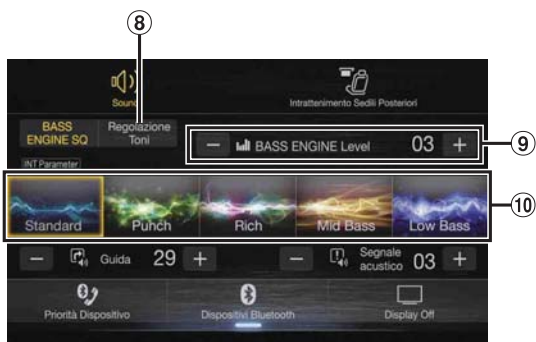 ⑧
Sound
Intrattenimento Sedili Posteriori
BASS ENGINE SQ
Regolazione Toni
INT Parameter
− BASS ENGINE Level 03 +
⑨
Standard Punch Rich Mid Bass Low Bass
⑩
− Guida 29 +
− Segnale acustico 03 +
Priorità Dispositivo
Dispositivi Bluetooth
Display Off